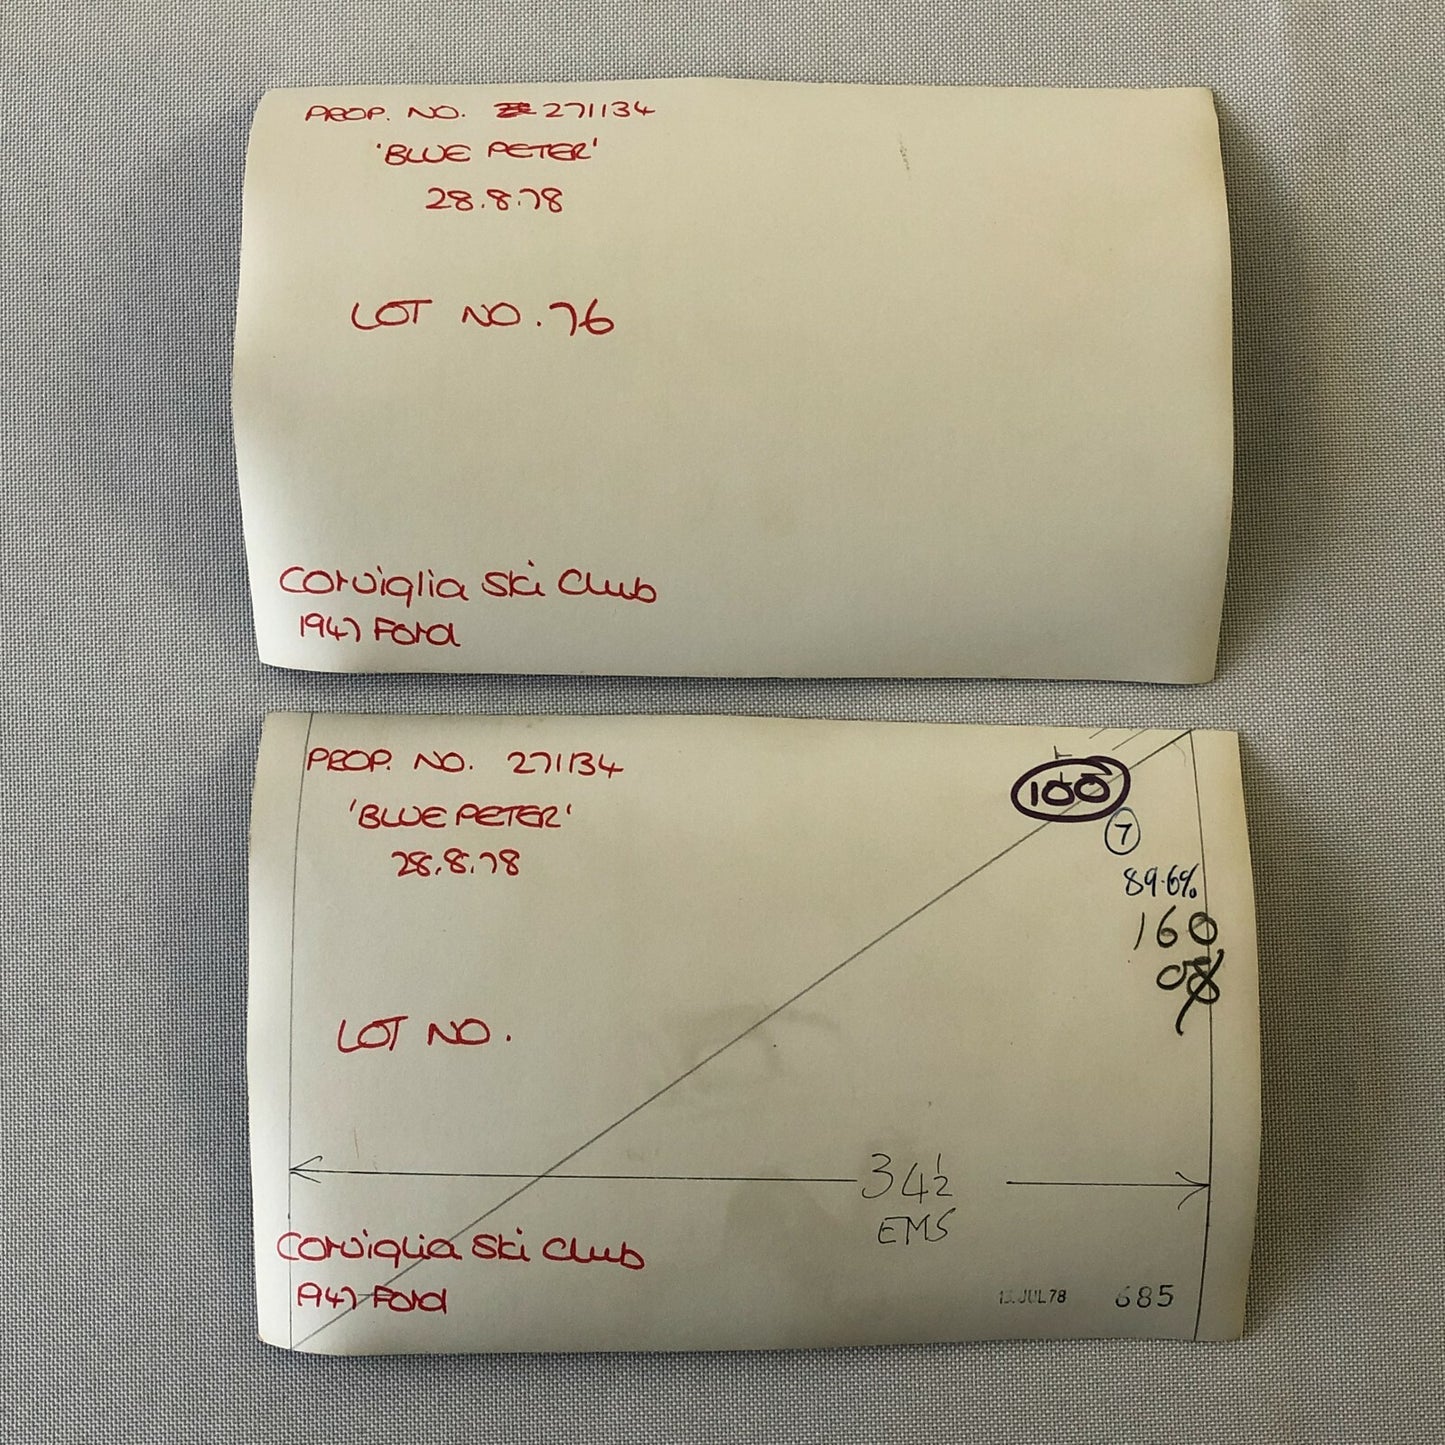 PROP. NO. 271134
'BLUE PETER'
28.8.78
LOT NO. 76
Corviglia Ski Club
1947 Ford
PROP. NO. 271134
'BLUE PETER'
28.8.78
LOT NO.
Corviglia Ski Club
1947 Ford
100
7
89.6%
160
34½
EMS
JUL 78 685